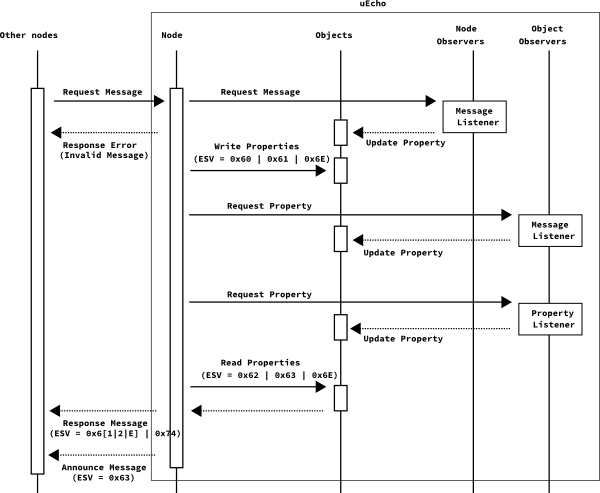 uEcho
Other nodes
Node
Objects
Node
Observers
Object
Observers
Request Message
Request Message
Message
Listener
Response Error
(Invalid Message)
Update Property
Write Properties
(ESV = 0x60 | 0x61 | 0x6E)
Request Property
Message
Listener
Update Property
Request Property
Property
Listener
Update Property
Read Properties
(ESV = 0x62 | 0x63 | 0x6E)
Response Message
(ESV = 0x6[1|2|E] | 0x74)
Announce Message
(ESV = 0x63)